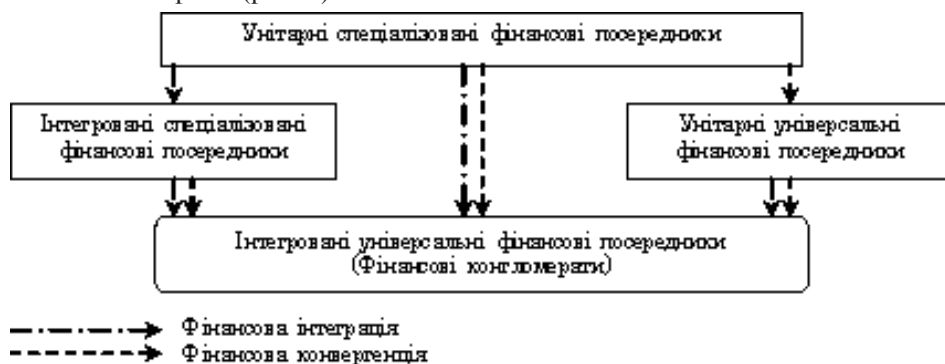 Унітарні спеціалізовані фінансові посередники
Інтегровані спеціалізовані
фінансові посередники
Унітарні універсальні
фінансові посередники
Інтегровані універсальні фінансові посередники
(Фінансові конгломерати)
Фінансова інтеграція
Фінансова конвергенція